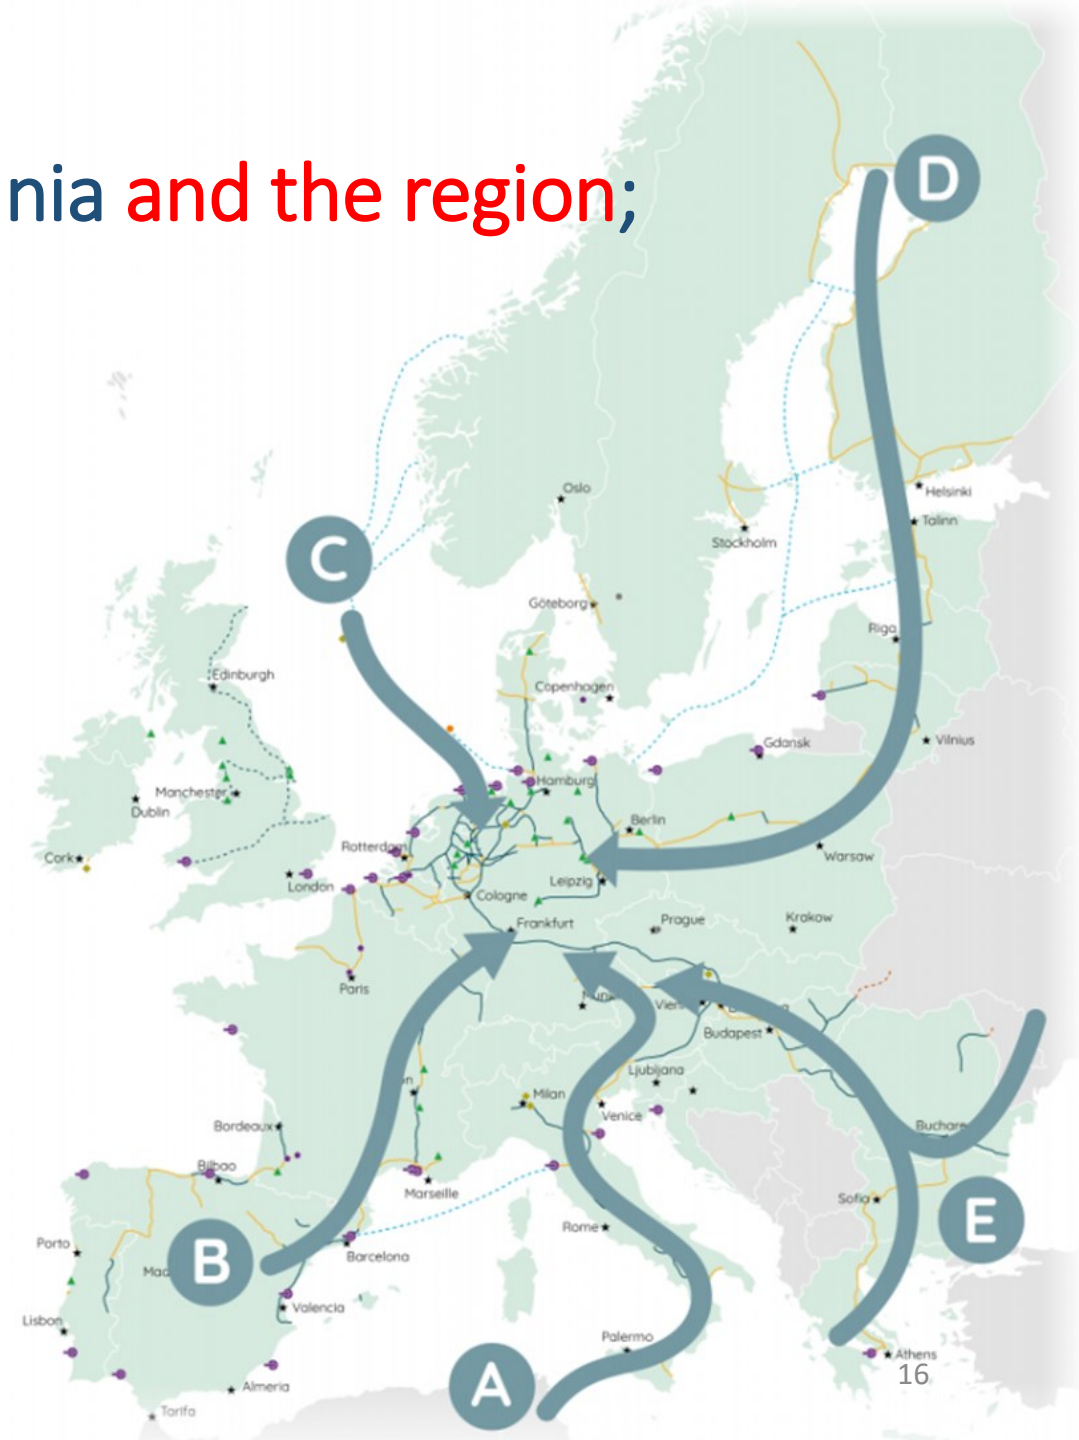 nia and the region;
D
Oslo
Helsinki
Talinn
Stockholm
C
Göteborg
Riga
Edinburgh
Copenhagen
Vilnius
Gdansk
Manchester
Hamburg
Dublin
Berlin
Rotterdam
Cork
Warsaw
London
Leipzig
Cologne
Frankfurt
Prague
Krakow
Paris
Budapest
Ljubijana
Milan
Venice
Bordeaux
Bilbao
Marseille
Sofia
E
Rome
Porto
B
Barcelona
Valencia
Lisbon
Palermo
Athens
16
A
Almeria
Tarifa